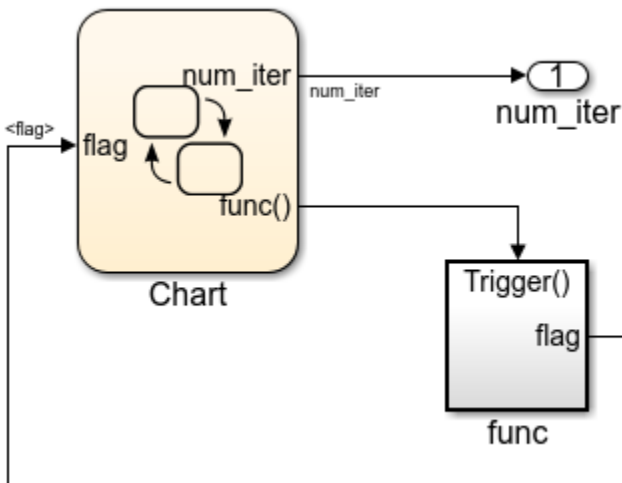 num_iter
1
num_iter
num_iter
<flag>
flag
func()
Trigger()
Chart
flag
func